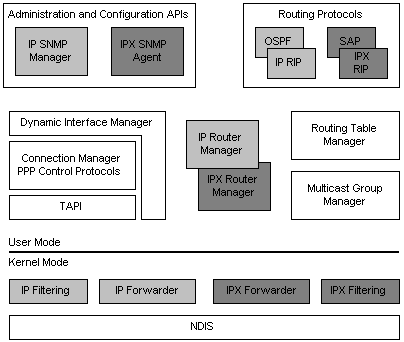 Administration and Configuration APIs
IP SNMP
Manager
IPX SNMP
Agent
Routing Protocols
OSPF
IP RIP
SAP
IPX
RIP
Dynamic Interface Manager
Connection Manager
PPP Control Protocols
TAPI
IP Router
Manager
IPX Router
Manager
Routing Table
Manager
Multicast Group
Manager
User Mode
Kernel Mode
IP Filtering
IP Forwarder
IPX Forwarder
IPX Filtering
NDIS